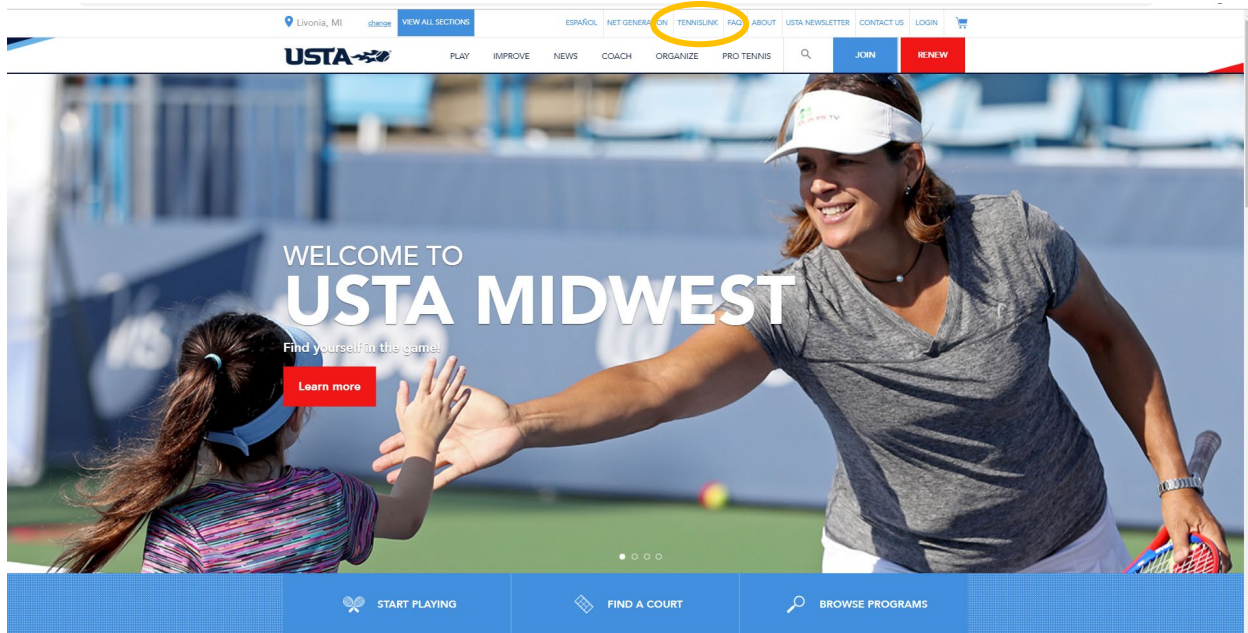 Livonia, MI change VIEW ALL SECTIONS ESPAÑOL NET GENERATION TENNISLINK FAQ ABOUT USTA NEWSLETTER CONTACT US LOGIN
USTA PLAY IMPROVE NEWS COACH ORGANIZE PRO TENNIS JOIN RENEW
WELCOME TO
USTA MIDWEST
Find yourself in the game!
Learn more
START PLAYING FIND A COURT BROWSE PROGRAMS